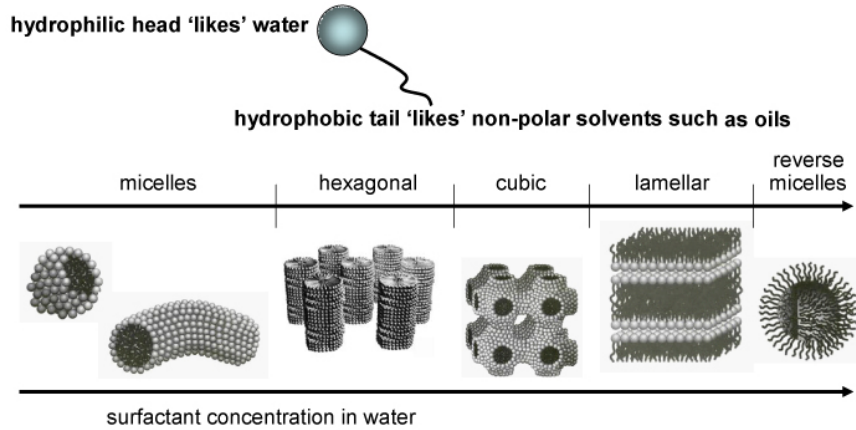 hydrophilic head ‘likes’ water
hydrophobic tail ‘likes’ non-polar solvents such as oils
micelles
hexagonal
cubic
lamellar
reverse
micelles
surfactant concentration in water